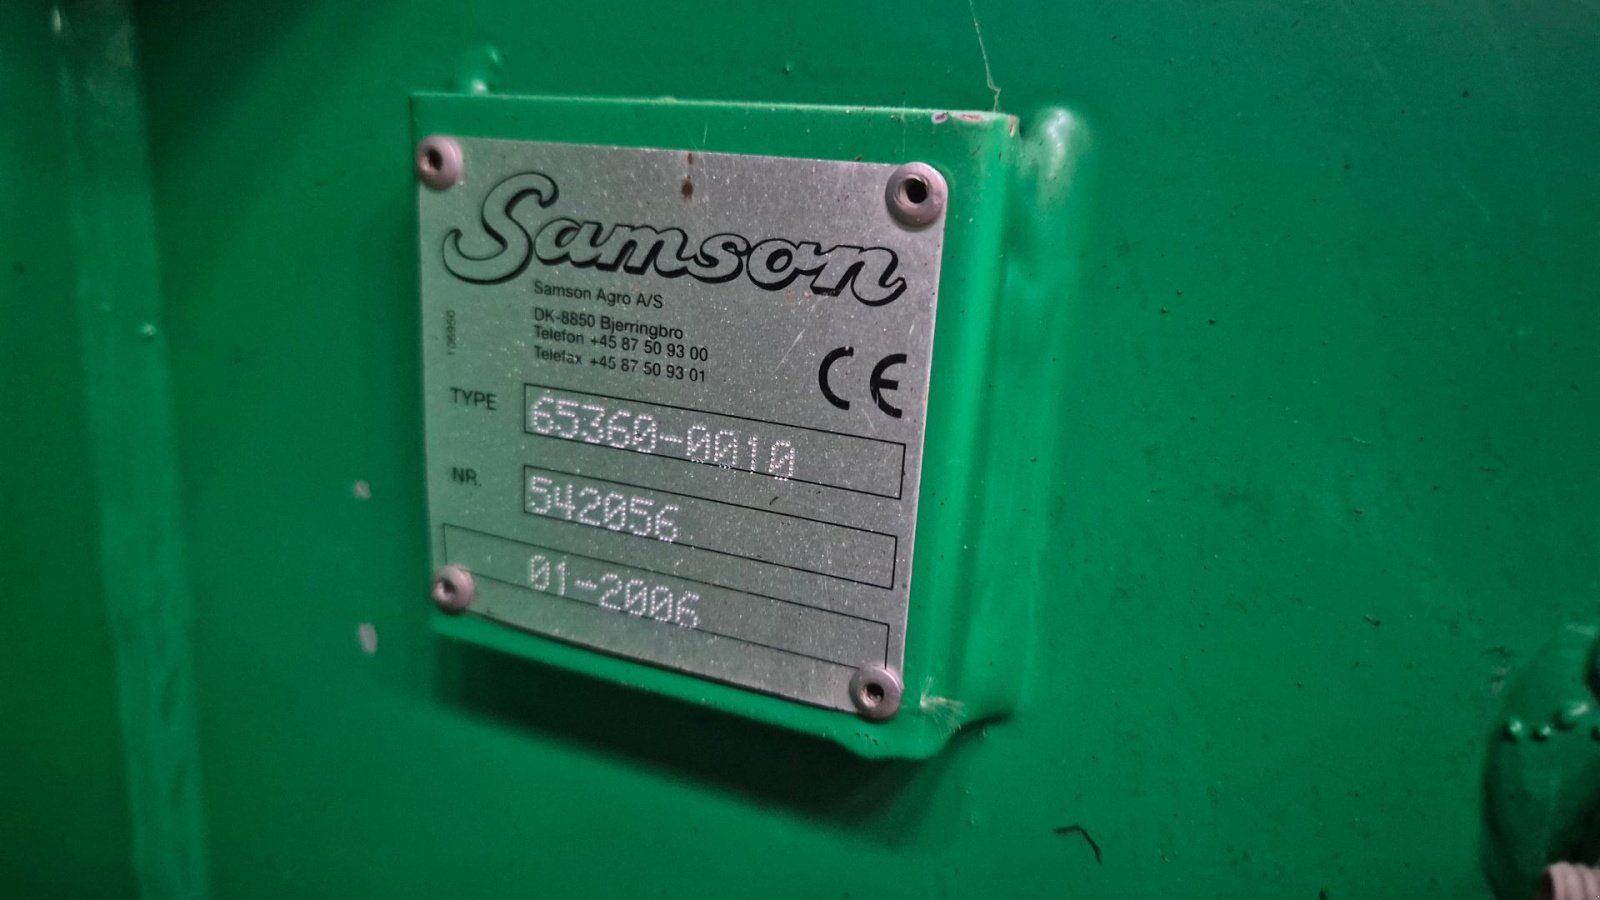 Samson
Samson Agro A/S
DK-8850 Bjerringbro
Telefon +45 87 50 93 00
Telefax +45 87 50 93 01
CE
TYPE 65360-0010
NR. 542056
01-2006